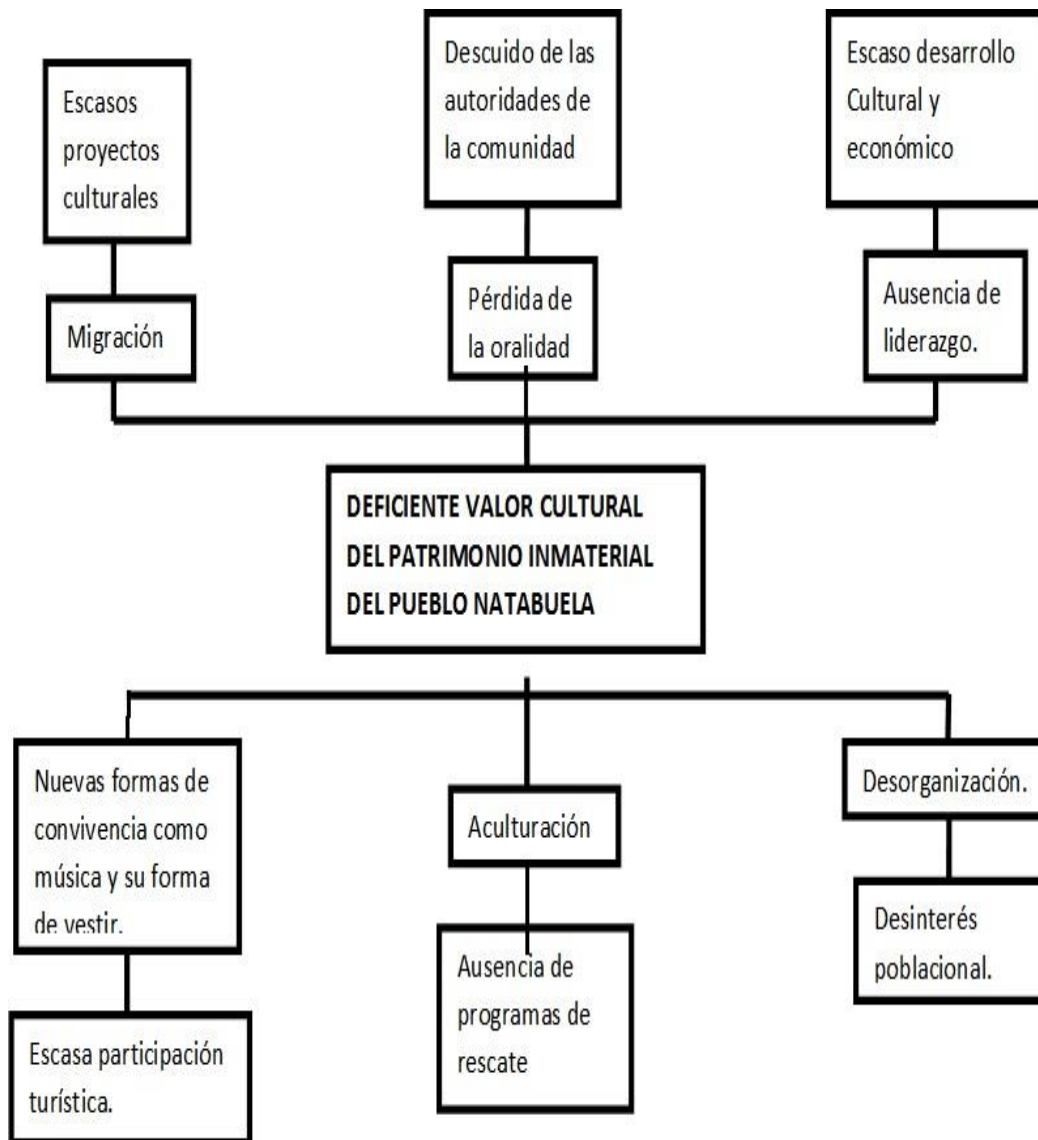 Escasos
proyectos
culturales
Descuido de las
autoridades de
la comunidad
Escaso desarrollo
Cultural y
económico
Migración
Pérdida de
la oralidad
Ausencia de
liderazgo.
DEFICIENTE VALOR CULTURAL
DEL PATRIMONIO INMATERIAL
DEL PUEBLO NATABUELA
Nuevas formas de
convivencia como
música y su forma
de vestir.
Aculturación
Desorganización.
Escasa participación
turística.
Ausencia de
programas de
rescate
Desinterés
poblacional.